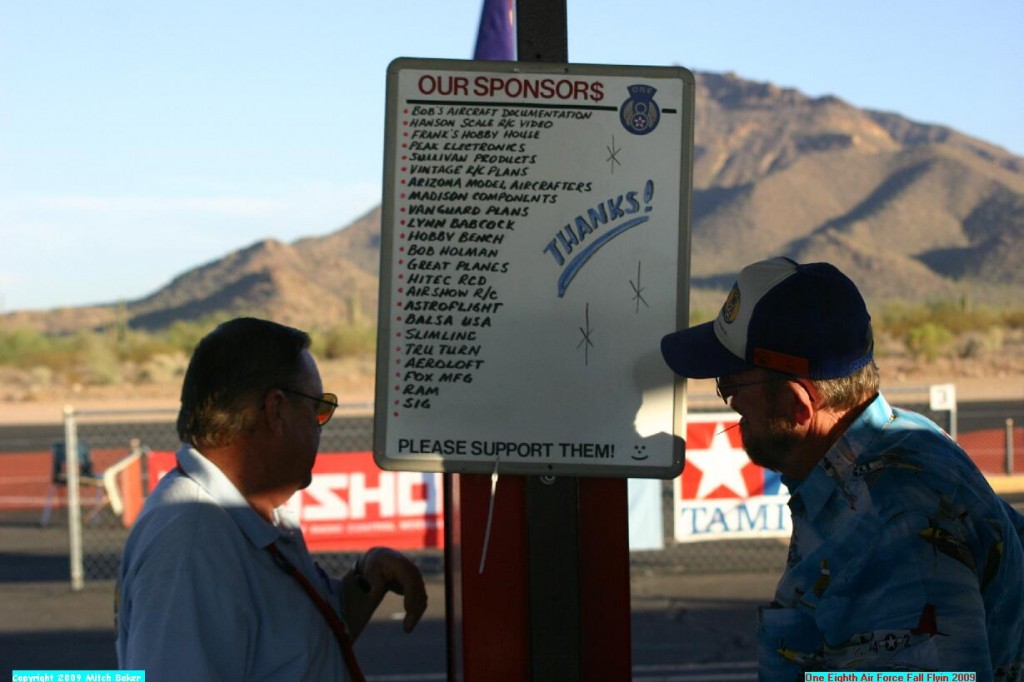 OUR SPONSOR$
ONE
BOB'S AIRCRAFT DOCUMENTATION
HANSON SCALE R/C VIDEO
FRANK'S HOBBY HOUSE
PEAK ELECTRONICS
SULLIVAN PRODUCTS
VINTAGE R/C PLANS
ARIZONA MODEL AIRCRAFTERS
MADISON COMPONENTS
VANGUARD PLANS
LYNN BABCOCK
HOBBY BENCH
BOB HOLMAN
GREAT PLANES
HITEC RCD
AIRSHOW R/C
ASTROFLIGHT
BALSA USA
SLIMLINE
TRU TURN
AEROLOFT
FOX MFG
RAM
SIG
THANKS!
PLEASE SUPPORT THEM!
3
TAMI
Copyright 2009 Mitch Baker
One Eighth Air Force Fall Flyin 2009